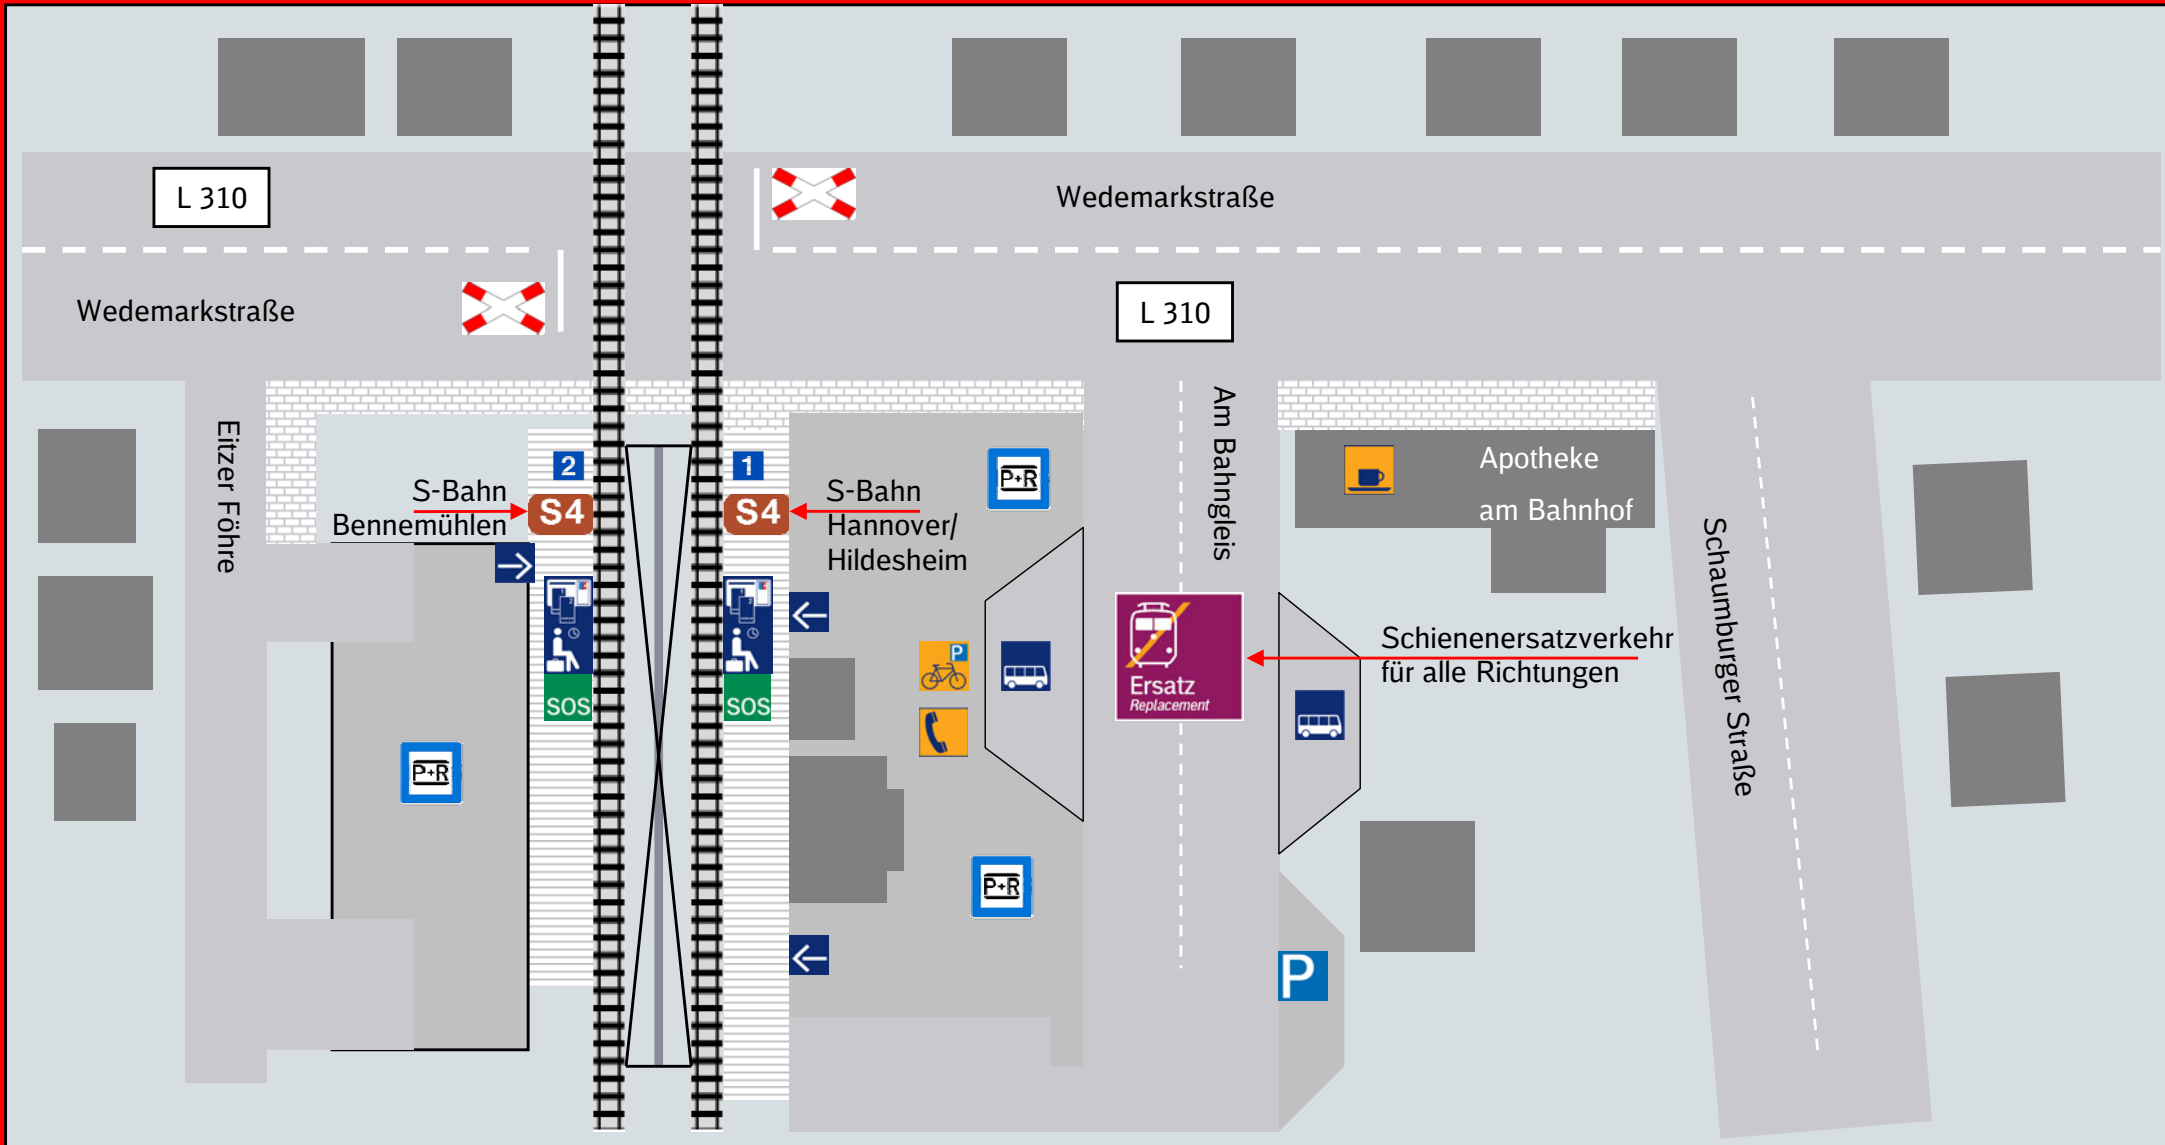 L 310
Wedemarkstraße
Wedemarkstraße
L 310
Eitzer Föhre
Am Bahngleis
2
1
S-Bahn
Bennemühlen
S4
S4
S-Bahn
Hannover/
Hildesheim
P+R
Apotheke
am Bahnhof
Schaumburger Straße
SOS
SOS
P
Ersatz
Replacement
Schienenersatzverkehr
für alle Richtungen
P+R
P+R
P